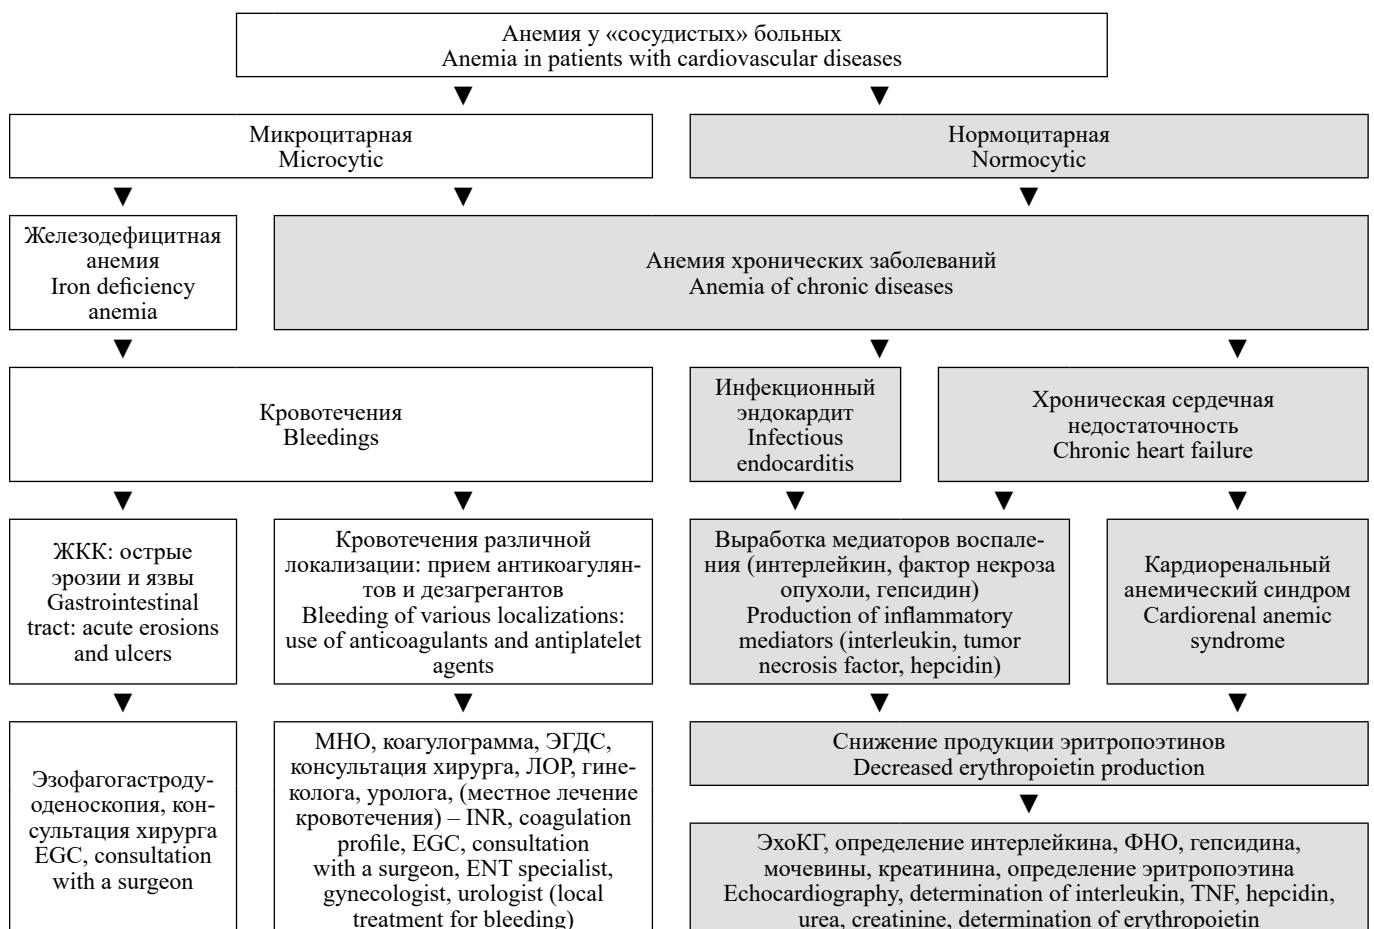 Анемия у «сосудистых» больных
Anemia in patients with cardiovascular diseases
Микроцитарная
Microcytic
Нормоцитарная
Normocytic
Железодефицитная
анемия
Iron deficiency
anemia
Анемия хронических заболеваний
Anemia of chronic diseases
Кровотечения
Bleedings
Инфекционный
эндокардит
Infectious
endocarditis
Хроническая сердечная
недостаточность
Chronic heart failure
ЖКК: острые
эрозии и язвы
Gastrointestinal
tract: acute erosions
and ulcers
Кровотечения различной
локализации: прием антикоагулян-
тов и дезагрегантов
Bleeding of various localizations:
use of anticoagulants and antiplatelet
agents
Выработка медиаторов воспале-
ния (интерлейкин, фактор некроза
опухоли, гепсидин)
Production of inflammatory
mediators (interleukin, tumor
necrosis factor, hepcidin)
Кардиоренальный
анемический синдром
Cardiorenal anemic
syndrome
Эзофагогастроду-
оденоскопия, кон-
сультация хирурга
EGC, consultation
with a surgeon
МНО, коагулограмма, ЭГДС,
консультация хирурга, ЛОР, гине-
колога, уролога, (местное лечение
кровотечения) – INR, coagulation
profile, EGC, consultation
with a surgeon, ENT specialist,
gynecologist, urologist (local
treatment for bleeding)
Снижение продукции эритропоэтинов
Decreased erythropoietin production
ЭхоКГ, определение интерлейкина, ФНО, гепсидина,
мочевины, креатинина, определение эритропоэтина
Echocardiography, determination of interleukin, TNF, hepcidin,
urea, creatinine, determination of erythropoietin